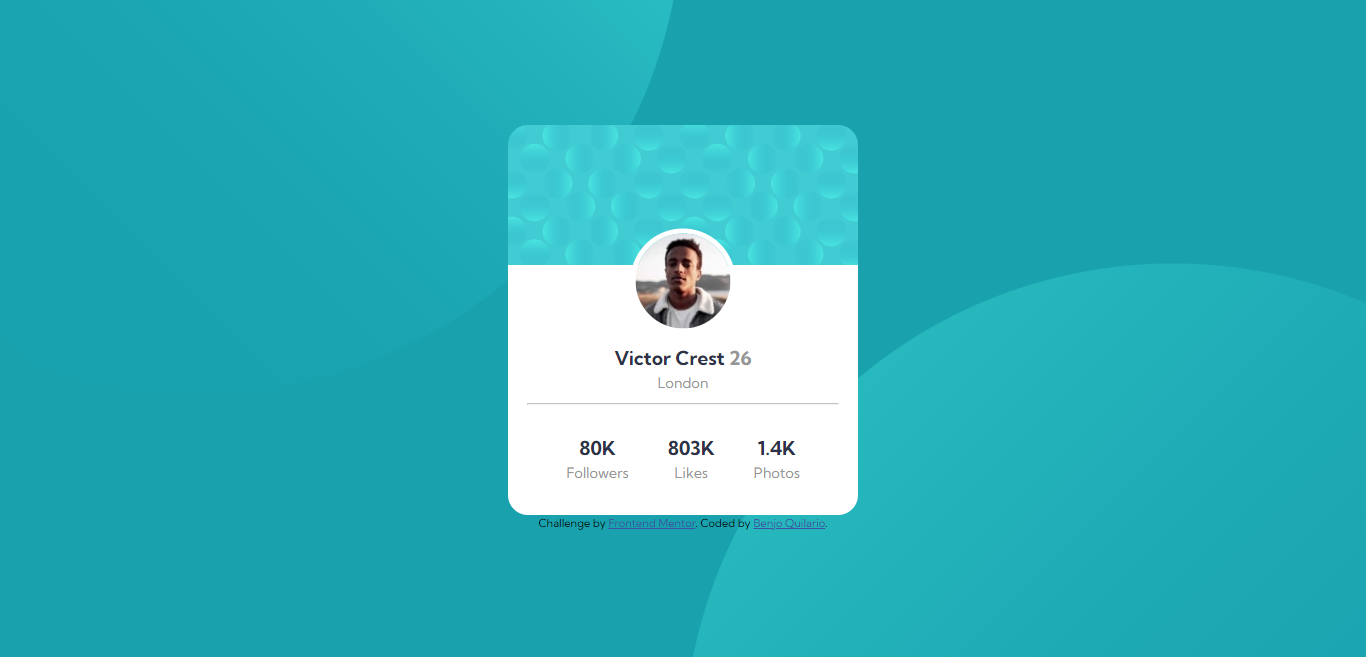 Victor Crest 26
London
80K 803K 1.4K
Followers Likes Photos
Challenge by Frontend Mentor. Coded by Benjo Quilario.